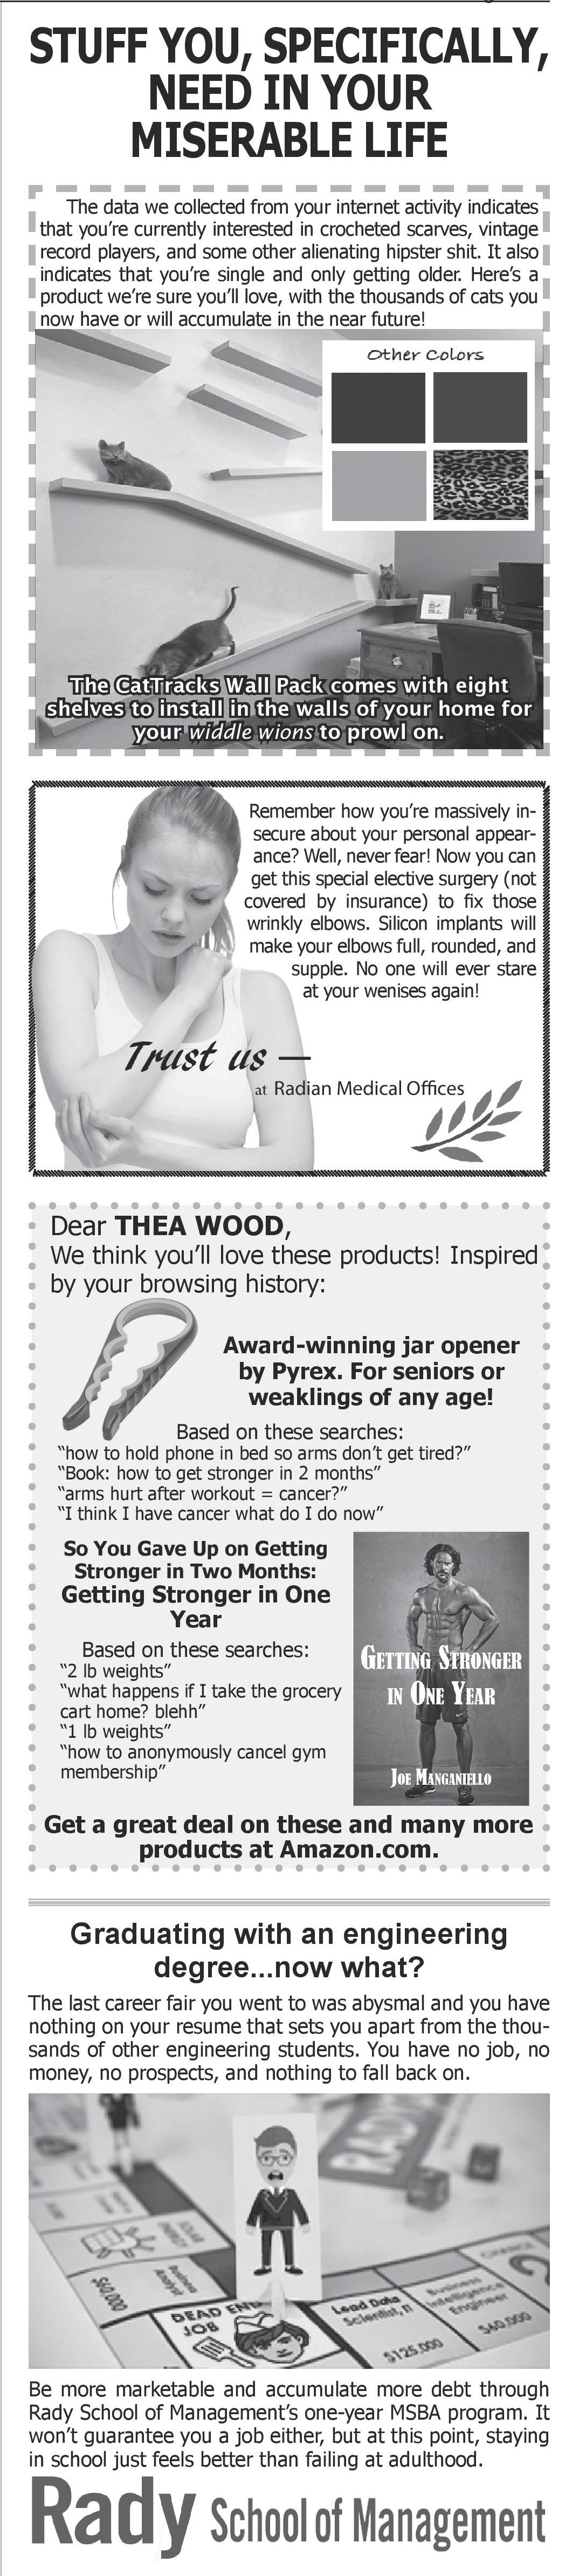 STUFF YOU, SPECIFICALLY,
NEED IN YOUR
MISERABLE LIFE
The data we collected from your internet activity indicates
that you’re currently interested in crocheted scarves, vintage
record players, and some other alienating hipster shit. It also
indicates that you’re single and only getting older. Here’s a
product we’re sure you’ll love, with the thousands of cats you
now have or will accumulate in the near future!
Other Colors
The CatTracks Wall Pack comes with eight
shelves to install in the walls of your home for
your widdle wions to prowl on.
Remember how you’re massively in-
secure about your personal appear-
ance? Well, never fear! Now you can
get this special elective surgery (not
covered by insurance) to fix those
wrinkly elbows. Silicon implants will
make your elbows full, rounded, and
supple. No one will ever stare
at your wenises again!
Trust us —
at Radian Medical Offices
Dear THEA WOOD,
We think you’ll love these products! Inspired
by your browsing history:
Award-winning jar opener
by Pyrex. For seniors or
weaklings of any age!
Based on these searches:
“how to hold phone in bed so arms don’t get tired?”
“Book: how to get stronger in 2 months”
“arms hurt after workout = cancer?”
“I think I have cancer what do I do now”
So You Gave Up on Getting
Stronger in Two Months:
Getting Stronger in One
Year
Based on these searches:
“2 lb weights”
“what happens if I take the grocery
cart home? blehh”
“1 lb weights”
“how to anonymously cancel gym
membership”
GETTING STRONGER
IN ONE YEAR
JOE MANGANIELLO
Get a great deal on these and many more
products at Amazon.com.
Graduating with an engineering
degree...now what?
The last career fair you went to was abysmal and you have
nothing on your resume that sets you apart from the thou-
sands of other engineering students. You have no job, no
money, no prospects, and nothing to fall back on.
RADY
CHANCE
?
$60,000
Business
Analyst
DEAD END
JOB
Lead Data
Scientist, IT
$125,000
Business
Intelligence
Engineer
$60,000
Be more marketable and accumulate more debt through
Rady School of Management’s one-year MSBA program. It
won’t guarantee you a job either, but at this point, staying
in school just feels better than failing at adulthood.
Rady School of Management